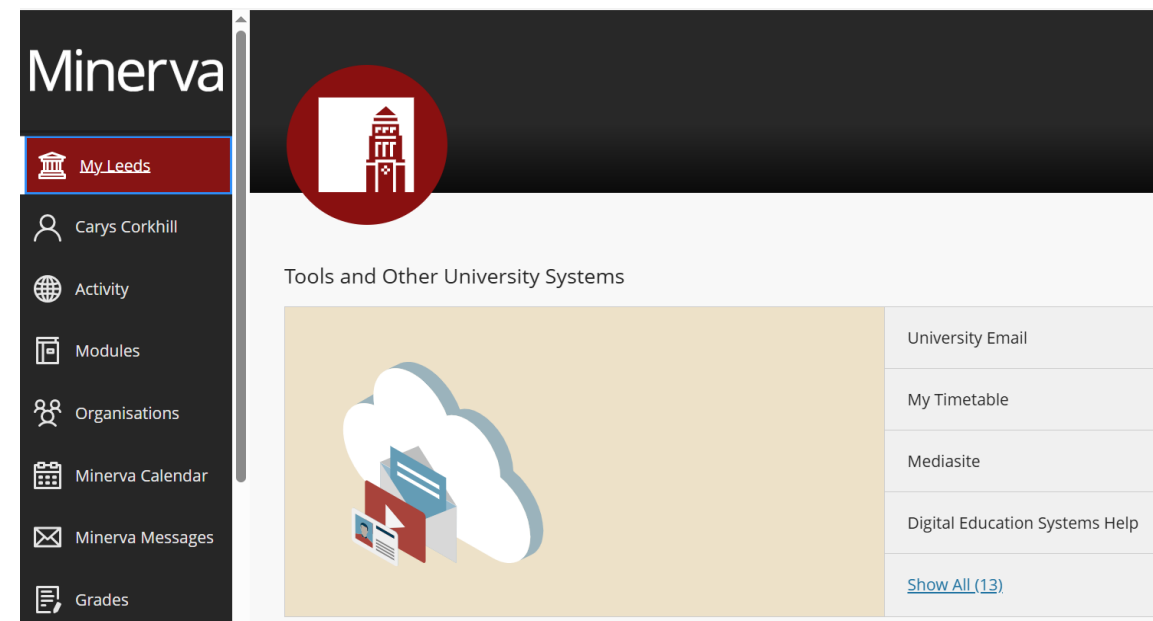 Minerva
My Leeds
Carys Corkhill
Activity
Modules
Organisations
Minerva Calendar
Minerva Messages
Grades
Tools and Other University Systems
University Email
My Timetable
Mediasite
Digital Education Systems Help
Show All (13)